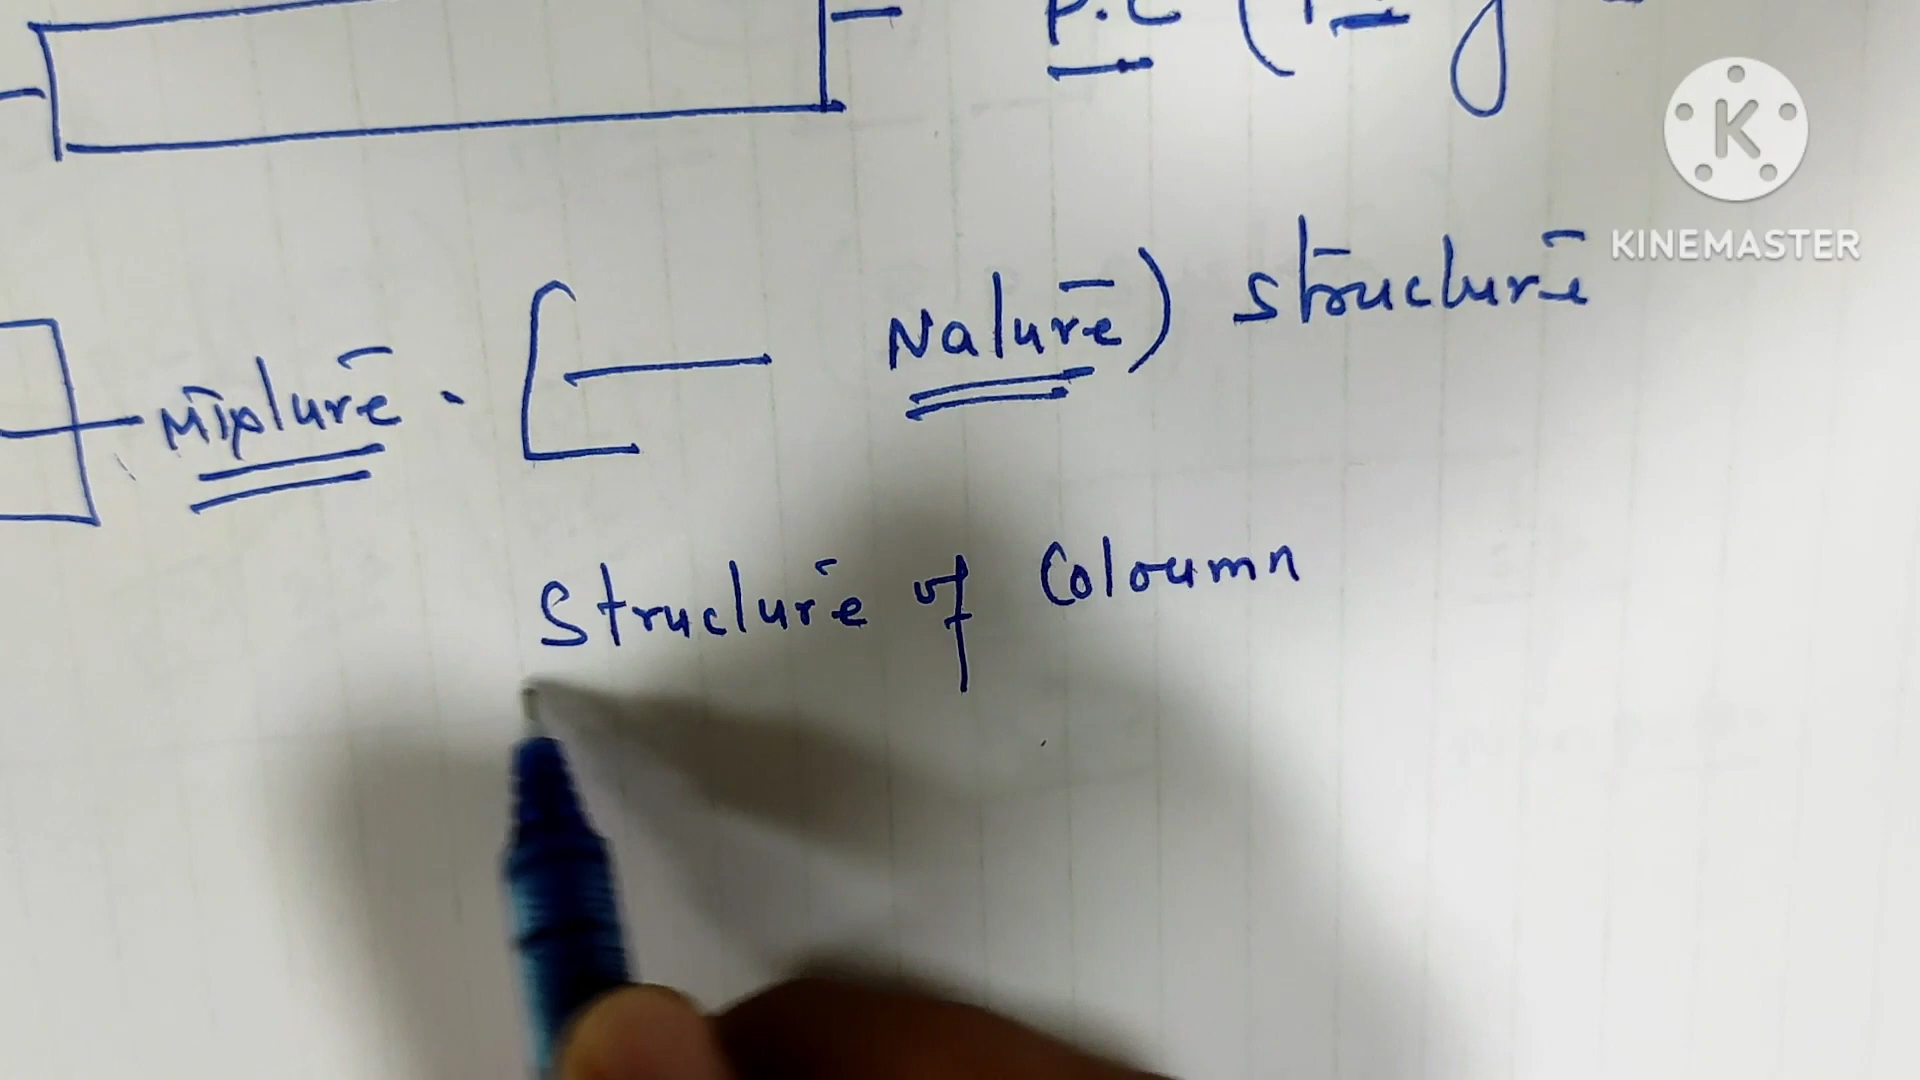 P.C (
KINEMASTER
Mixture . [— Nature) structure
Structure of Coloumn